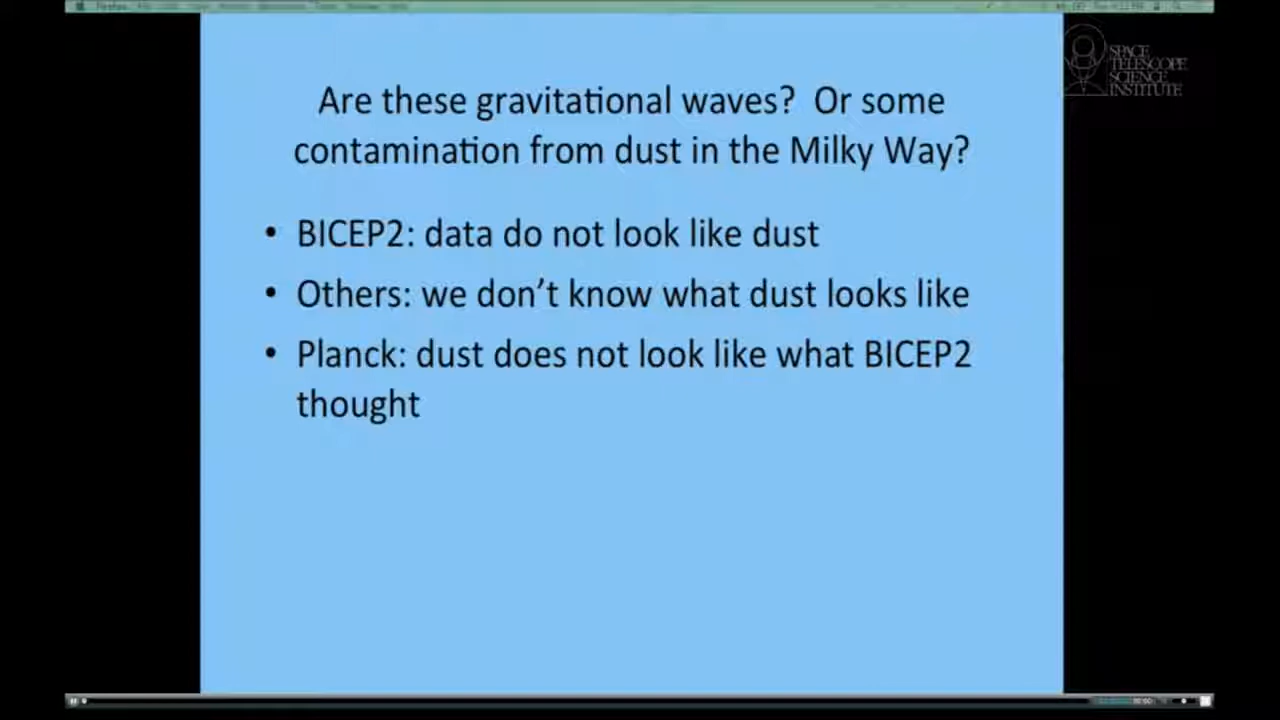 SPACE
TELESCOPE
SCIENCE
INSTITUTE
Are these gravitational waves?  Or some
contamination from dust in the Milky Way?
• BICEP2: data do not look like dust
• Others: we don’t know what dust looks like
• Planck: dust does not look like what BICEP2
thought